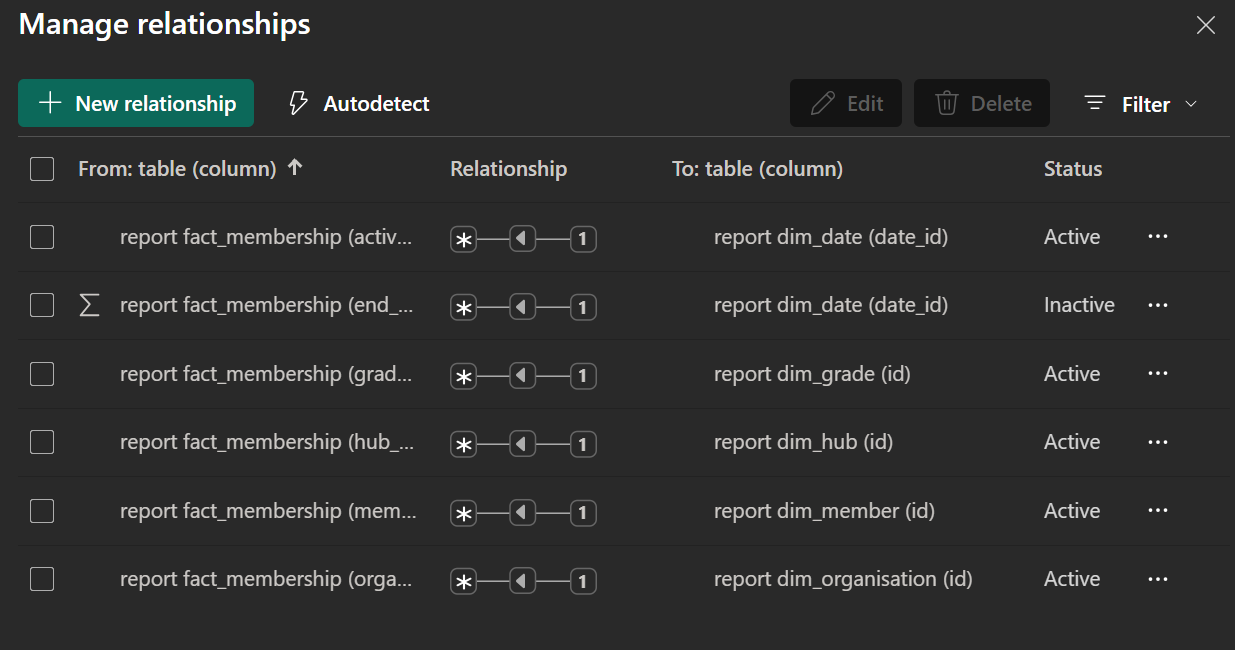 Manage relationships
New relationship Autodetect Edit Delete Filter
From: table (column) Relationship To: table (column) Status
report fact_membership (activ... * 1 report dim_date (date_id) Active ...
∑ report fact_membership (end_... * 1 report dim_date (date_id) Inactive ...
report fact_membership (grad... * 1 report dim_grade (id) Active ...
report fact_membership (hub_... * 1 report dim_hub (id) Active ...
report fact_membership (mem... * 1 report dim_member (id) Active ...
report fact_membership (orga... * 1 report dim_organisation (id) Active ...